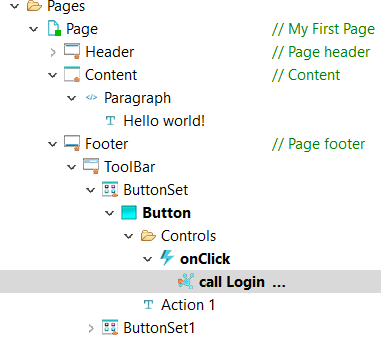 Pages
Page // My First Page
Header // Page header
Content // Content
</> Paragraph
T Hello world!
Footer // Page footer
ToolBar
ButtonSet
Button
Controls
onClick
call Login ...
T Action 1
ButtonSet1